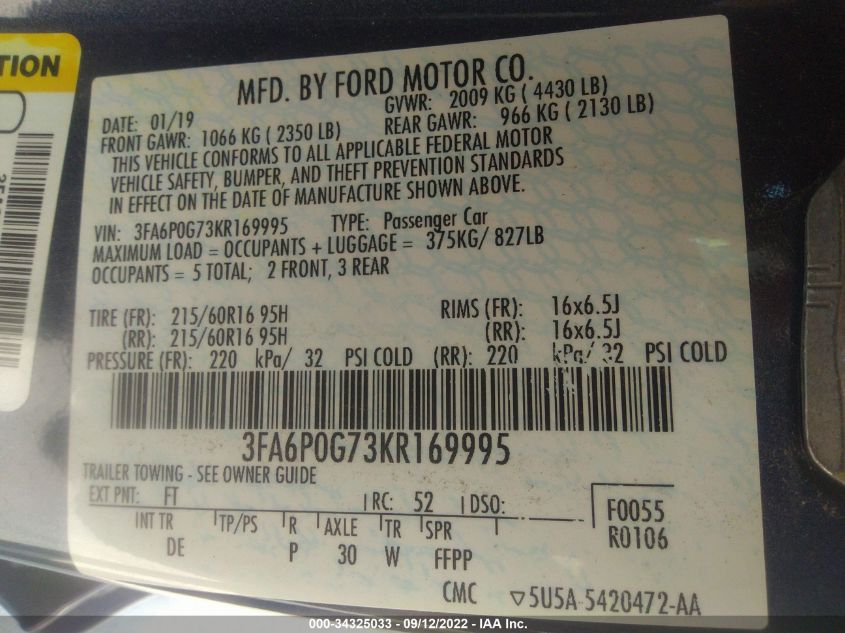 TION
MFD. BY FORD MOTOR CO.
DATE: 01/19 GVWR: 2009 KG ( 4430 LB)
FRONT GAWR: 1066 KG ( 2350 LB) REAR GAWR: 966 KG ( 2130 LB)
THIS VEHICLE CONFORMS TO ALL APPLICABLE FEDERAL MOTOR
VEHICLE SAFETY, BUMPER, AND THEFT PREVENTION STANDARDS
IN EFFECT ON THE DATE OF MANUFACTURE SHOWN ABOVE.
VIN: 3FA6P0G73KR169995 TYPE: Passenger Car
MAXIMUM LOAD = OCCUPANTS + LUGGAGE = 375KG/ 827LB
OCCUPANTS = 5 TOTAL; 2 FRONT, 3 REAR
TIRE (FR): 215/60R16 95H RIMS (FR): 16x6.5J
(RR): 215/60R16 95H (RR): 16x6.5J
PRESSURE (FR): 220 kPa/ 32 PSI COLD (RR): 220 kPa/ 32 PSI COLD
3FA6P0G73KR169995
TRAILER TOWING - SEE OWNER GUIDE
EXT PNT: FT RC: 52 DSO: F0055
INT TR TP/PS R AXLE TR SPR R0106
DE P 30 W FFPP
CMC ▽5U5A-5420472-AA
000-34325033 - 09/12/2022 - IAA Inc.